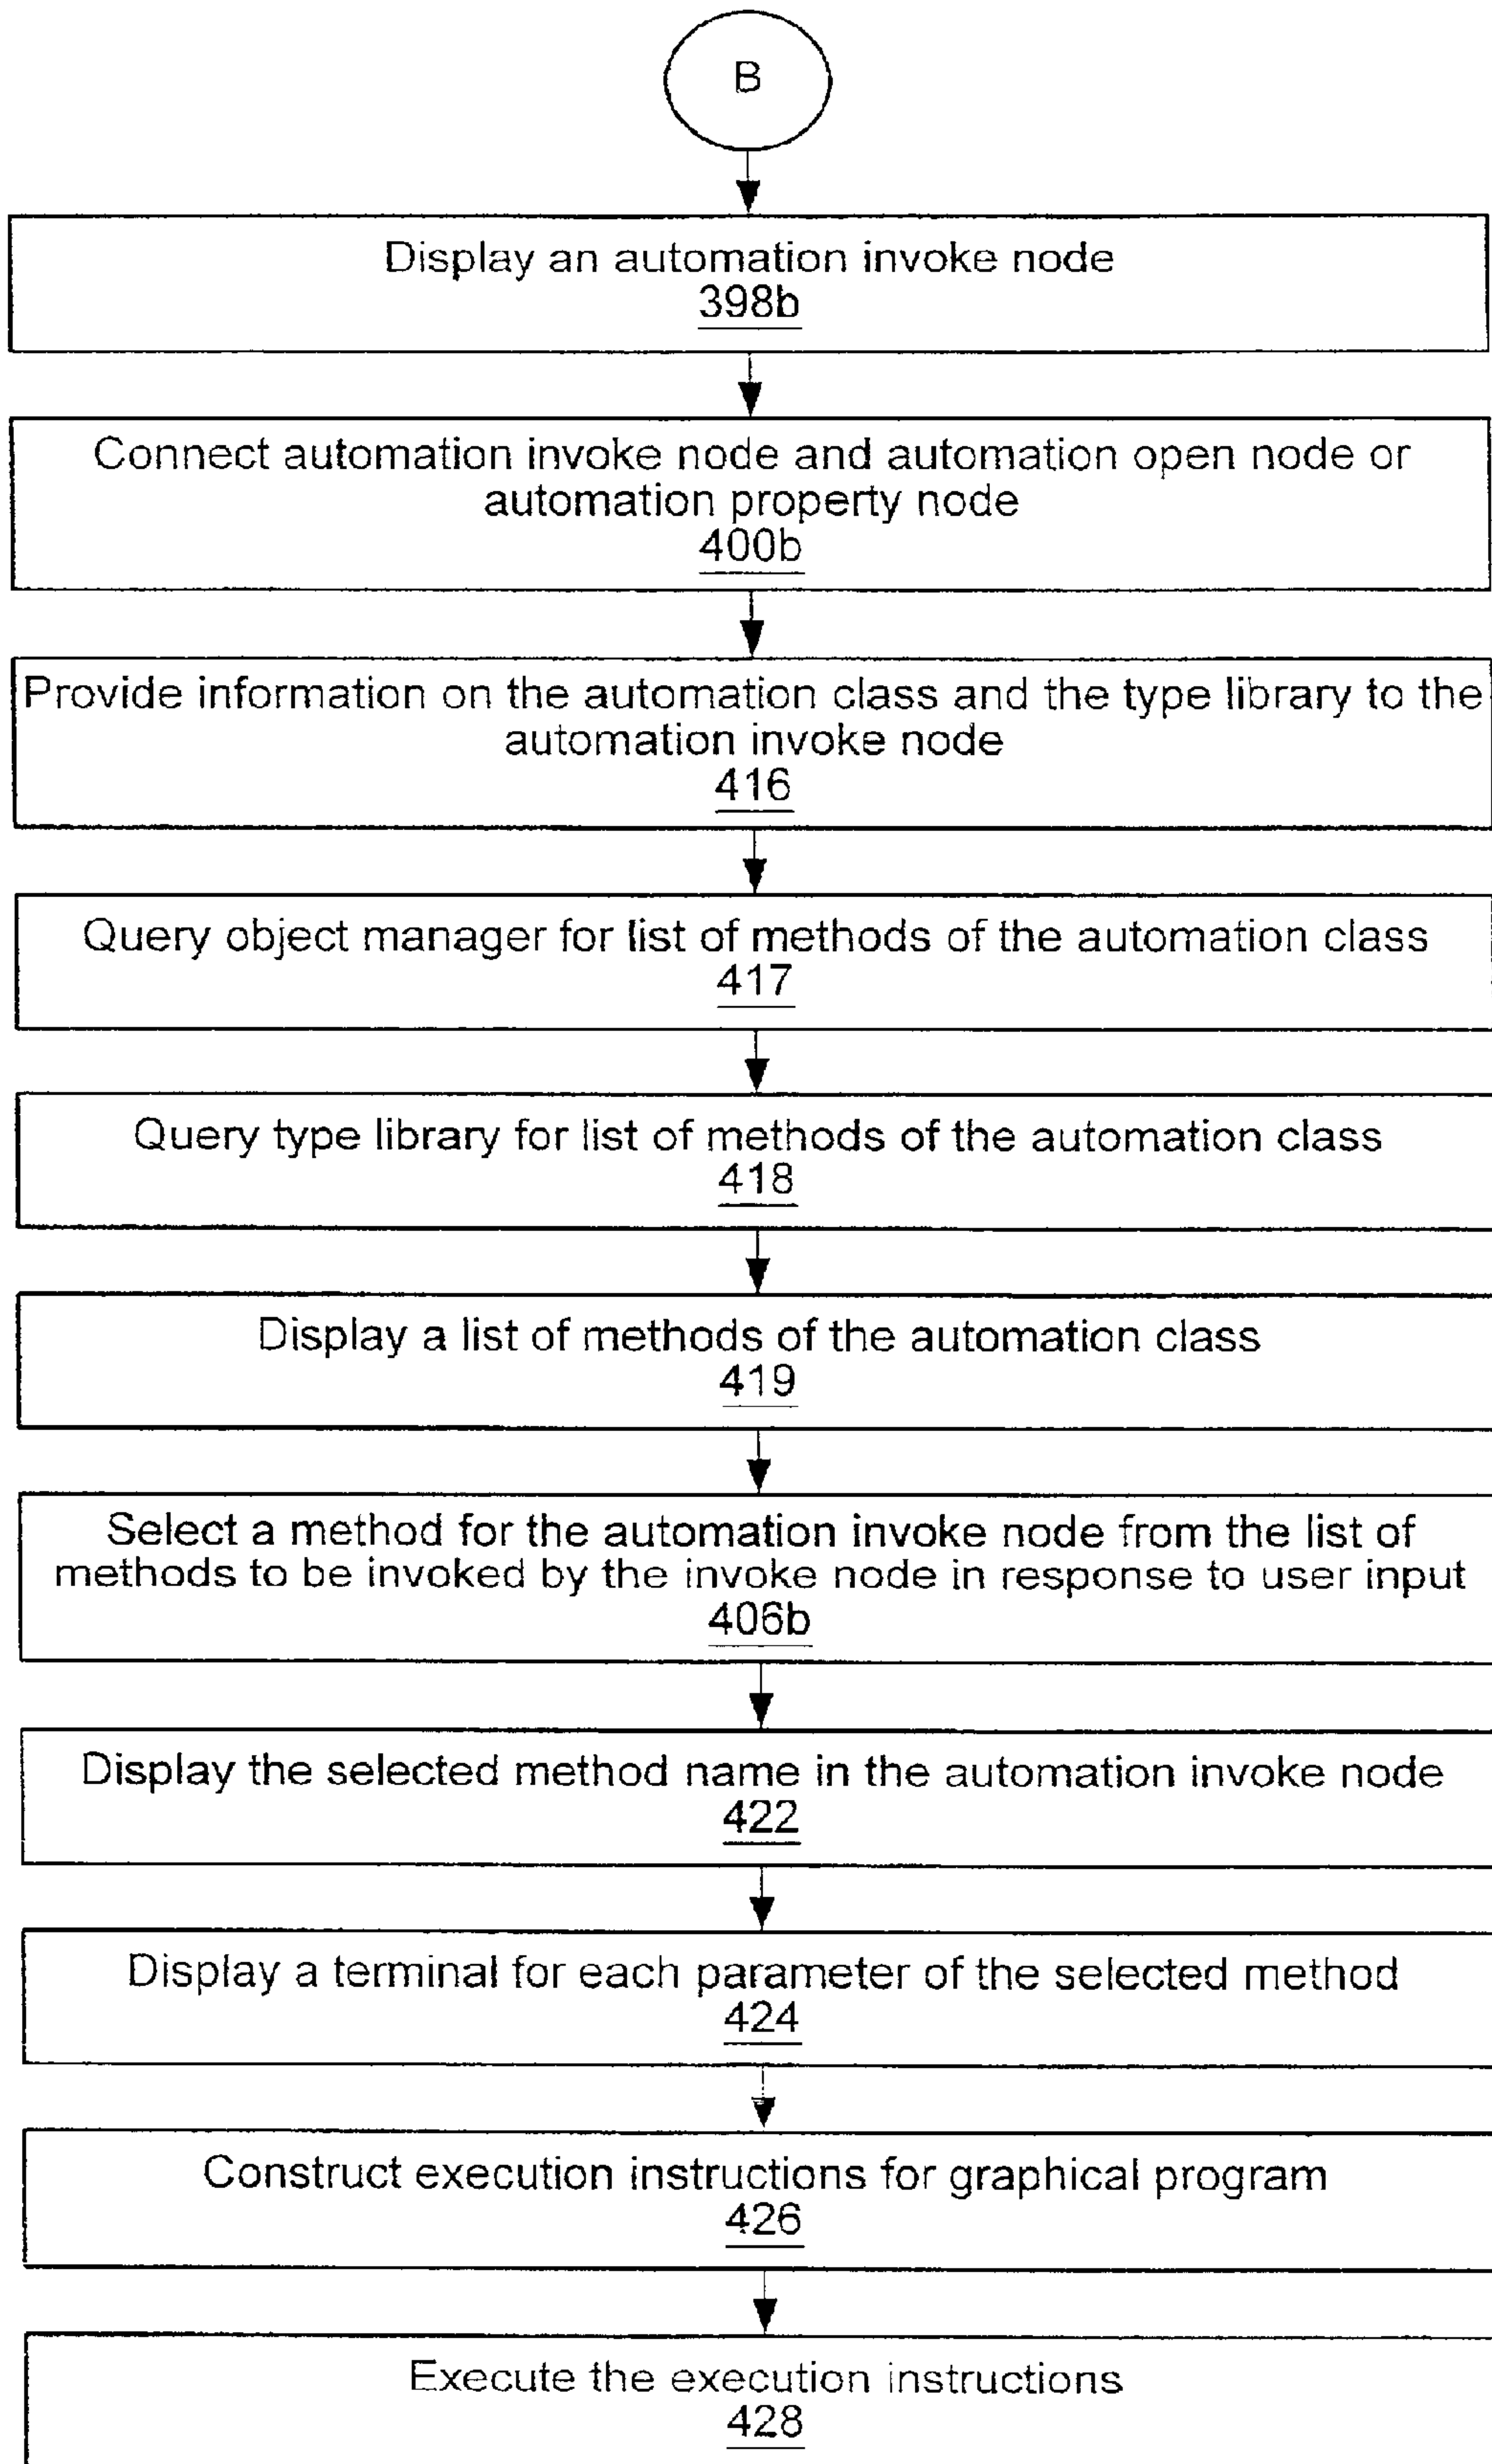 B
Display an automation invoke node
398b
Connect automation invoke node and automation open node or
automation property node
400b
Provide information on the automation class and the type library to the
automation invoke node
416
Query object manager for list of methods of the automation class
417
Query type library for list of methods of the automation class
418
Display a list of methods of the automation class
419
Select a method for the automation invoke node from the list of
methods to be invoked by the invoke node in response to user input
406b
Display the selected method name in the automation invoke node
422
Display a terminal for each parameter of the selected method
424
Construct execution instructions for graphical program
426
Execute the execution instructions
428